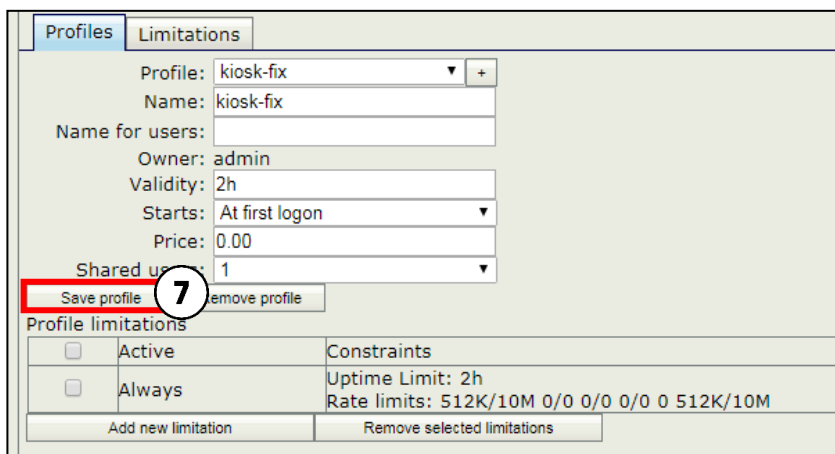 Profiles Limitations
Profile: kiosk-fix +
Name: kiosk-fix
Name for users:
Owner: admin
Validity: 2h
Starts: At first logon
Price: 0.00
Shared 1
Save profile 7 emove profile
Profile limitations
Active Constraints
Always Uptime Limit: 2h
Rate limits: 512K/10M 0/0 0/0 0/0 0 512K/10M
Add new limitation Remove selected limitations